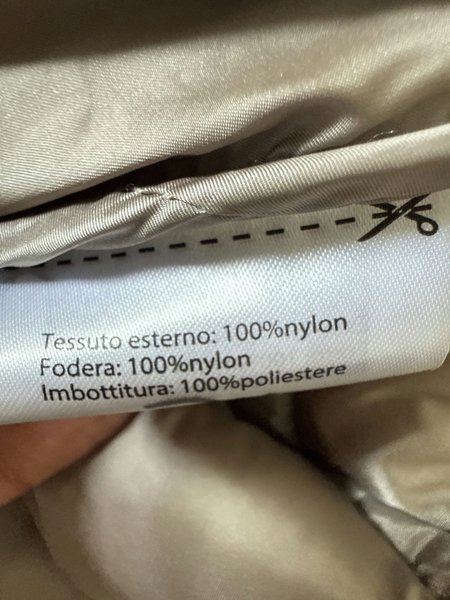 Tessuto esterno: 100%nylon
Fodera: 100%nylon
Imbottitura: 100%poliestere